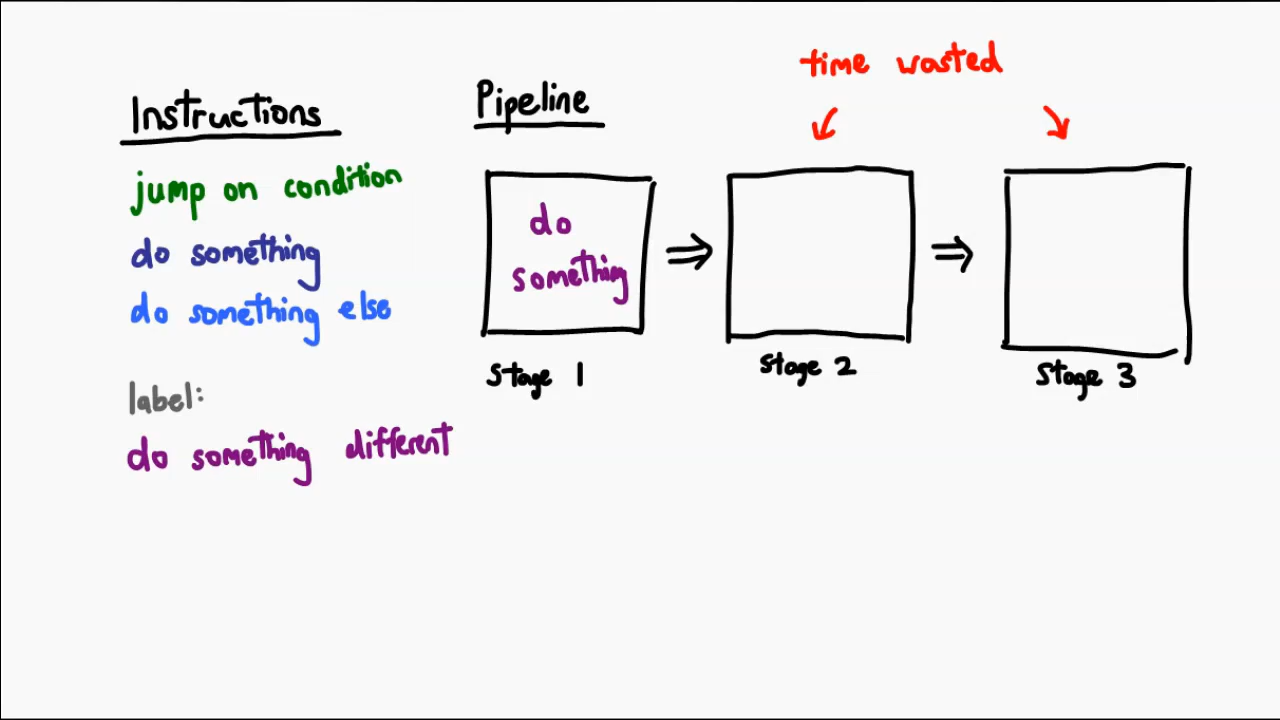 time wasted
Instructions
Pipeline
jump on condition
do something
do something else
label:
do something different
do
something
stage 1
stage 2
stage 3